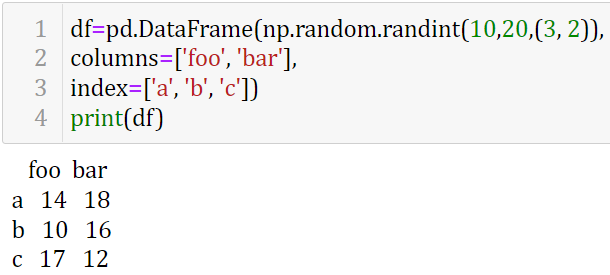 1 df=pd.DataFrame(np.random.randint(10,20,(3, 2)),
2 columns=['foo', 'bar'],
3 index=['a', 'b', 'c'])
4 print(df)
foo bar
a 14 18
b 10 16
c 17 12